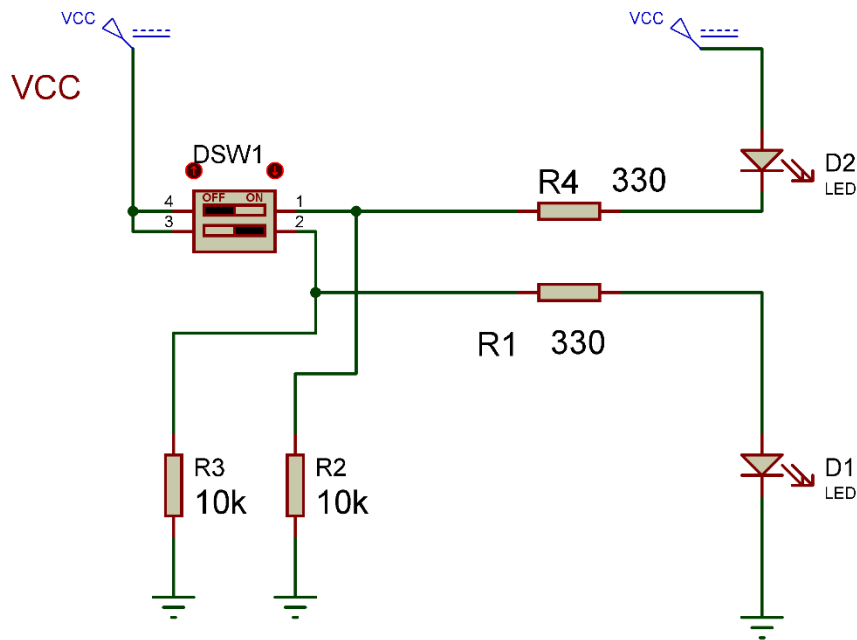 VCC
VCC
VCC
DSW1
OFF ON
4
3
1
2
R4 330
D2
LED
R1 330
R3
10k
R2
10k
D1
LED